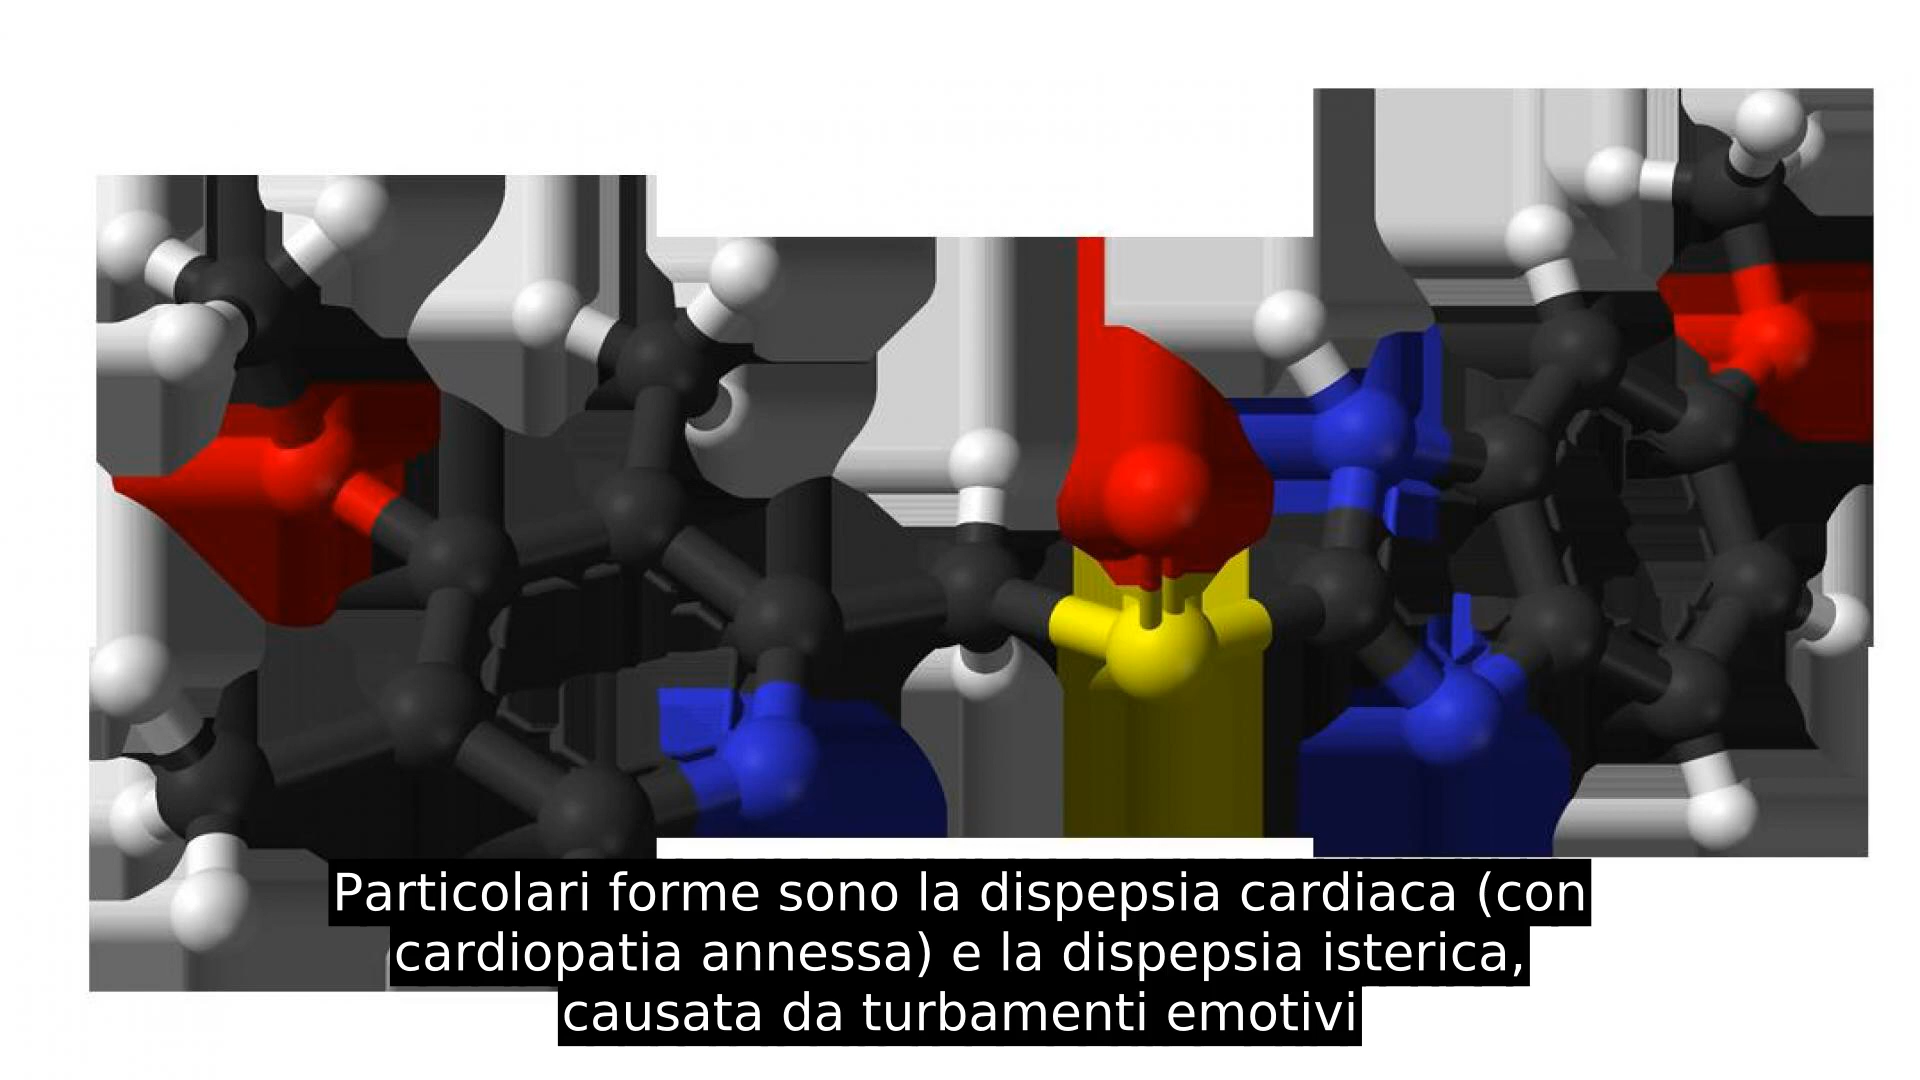 Particolari forme sono la dispepsia cardiaca (con
cardiopatia annessa) e la dispepsia isterica,
causata da turbamenti emotivi